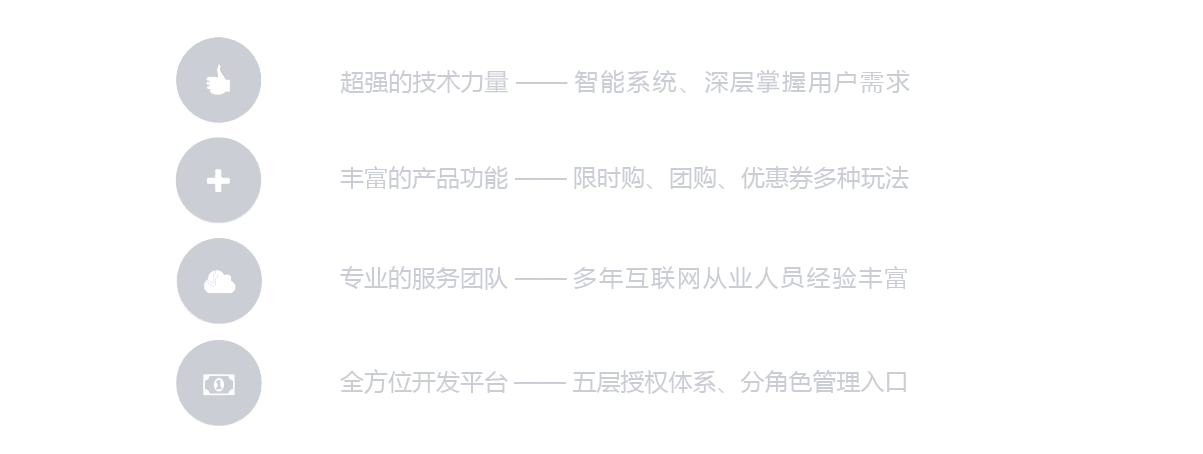 超强的技术力量 —— 智能系统、深层掌握用户需求
丰富的产品功能 —— 限时购、团购、优惠券多种玩法
专业的服务团队 —— 多年互联网从业人员经验丰富
全方位开发平台 —— 五层授权体系、分角色管理入口